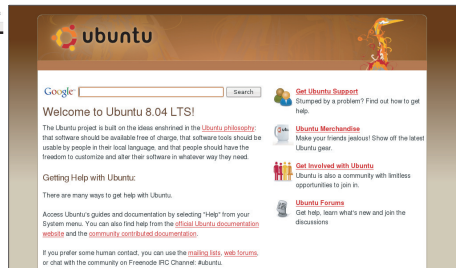 ubuntu
Google
Search
Welcome to Ubuntu 8.04 LTS!
The Ubuntu project is built on the ideas enshrined in the Ubuntu philosophy:
that software should be available free of charge, that software tools should be
usable by people in their local language, and that people should have the
freedom to customize and alter their software in whatever way they need.
Getting Help with Ubuntu:
There are many ways to get help with Ubuntu.
Access Ubuntu's guides and documentation by selecting "Help" from your
System menu. You can also find help from the official Ubuntu documentation
website and the community contributed documentation.
If you prefer some human contact, you can use the mailing lists, web forums,
or chat with the community on Freenode IRC Channel: #ubuntu.
Get Ubuntu Support
Stumped by a problem? Find out how to get
help.
Ubuntu Merchandise
Make your friends jealous! Show off the latest
Ubuntu gear.
Get Involved with Ubuntu
Ubuntu is also a community with limitless
opportunities to join in.
Ubuntu Forums
Get help, learn what's new and join the
discussions